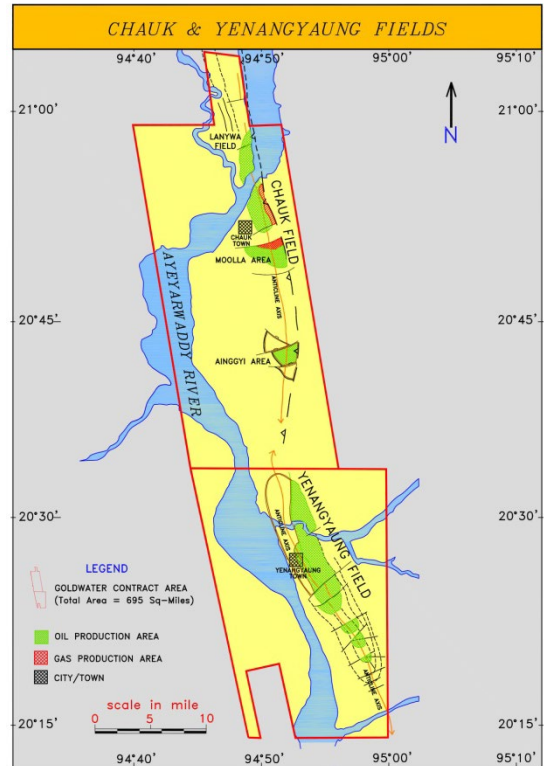 CHAUK & YENANGYAUNG FIELDS
94°40' 94°50' 95°00' 95°10'
21°00'
N
LANYWA
FIELD
CHAUK FIELD
CHAUK
TOWN
MOOLLA AREA
ANTICLINE AXIS
AYEYARWADDY RIVER
20°45'
20°45'
AINGGYI AREA
20°30'
20°30'
YENANGYAUNG FIELD
ANTICLINE AXIS
YENANGYAUNG
TOWN
LEGEND
GOLDWATER CONTRACT AREA
(Total Area = 695 Sq-Miles)
OIL PRODUCTION AREA
GAS PRODUCTION AREA
CITY/TOWN
ANTICLINE AXIS
scale in mile
0 5 10
20°15'
20°15'
94°40' 94°50' 95°00' 95°10'
21°00'